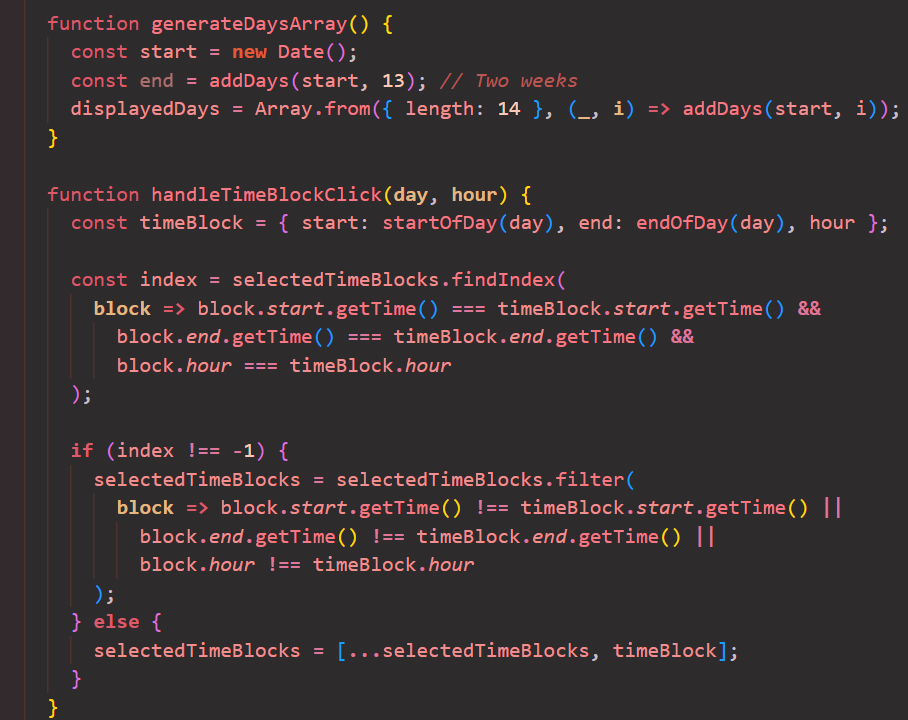 function generateDaysArray() {
const start = new Date();
const end = addDays(start, 13); // Two weeks
displayedDays = Array.from({ length: 14 }, (_, i) => addDays(start, i));
}
function handleTimeBlockClick(day, hour) {
const timeBlock = { start: startOfDay(day), end: endOfDay(day), hour };
const index = selectedTimeBlocks.findIndex(
block => block.start.getTime() === timeBlock.start.getTime() &&
block.end.getTime() === timeBlock.end.getTime() &&
block.hour === timeBlock.hour
);
if (index !== -1) {
selectedTimeBlocks = selectedTimeBlocks.filter(
block => block.start.getTime() !== timeBlock.start.getTime() ||
block.end.getTime() !== timeBlock.end.getTime() ||
block.hour !== timeBlock.hour
);
} else {
selectedTimeBlocks = [...selectedTimeBlocks, timeBlock];
}
}